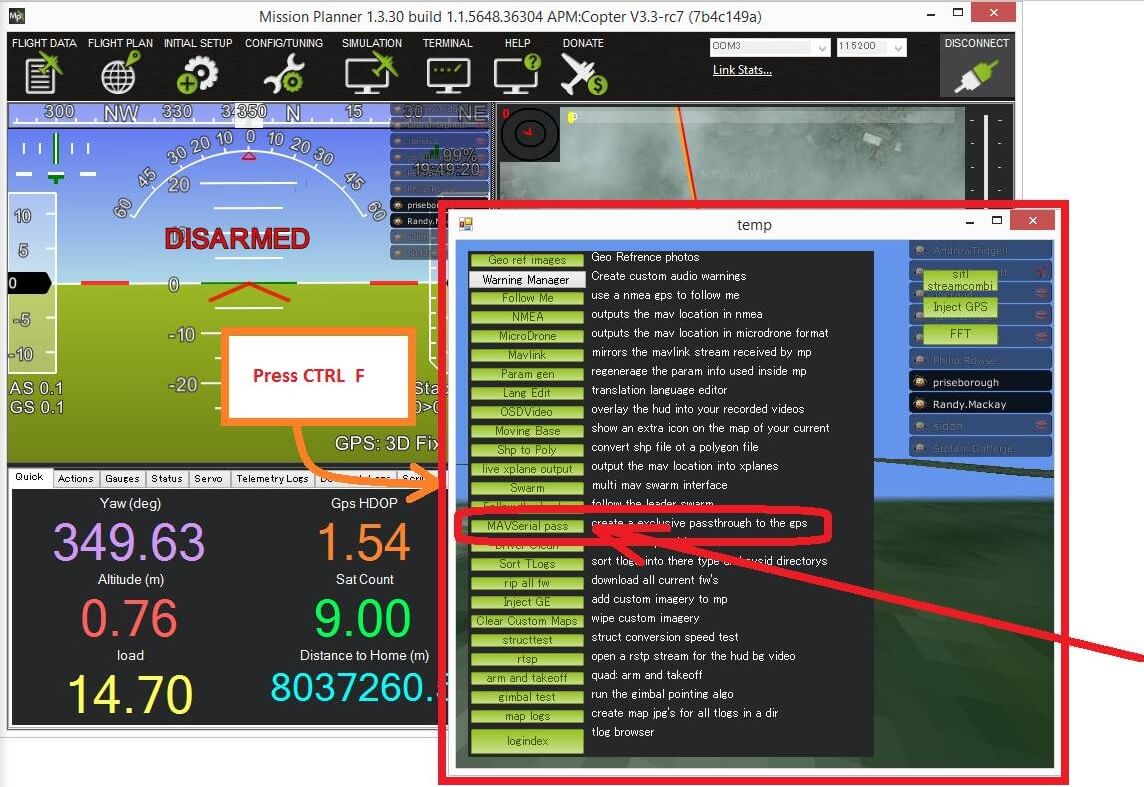 Mission Planner 1.3.30 build 1.1.5648.36304 APM:Copter V3.3-rc7 (7b4c149a)
FLIGHT DATA FLIGHT PLAN INITIAL SETUP CONFIG/TUNING SIMULATION TERMINAL HELP DONATE
COM3 115200 DISCONNECT
Link Stats...
300 NW 330 350 N 15 30 NE
99%
19:49:20
60 45 30 20 10 0 10 20 30 45 60
20
DISARMED
0
-10
-20
10
5
0
-5
-10
AS 0.1
GS 0.1
GPS: 3D Fix
Press CTRL F
Quick Actions Gauges Status Servo Telemetry Logs
Yaw (deg) Gps HDOP
349.63 1.54
Altitude (m) Sat Count
0.76 9.00
load Distance to Home (m)
14.70 8037260.
temp
Geo ref images Geo Refrence photos
Warning Manager Create custom audio warnings
Follow Me use a nmea gps to follow me
NMEA outputs the mav location in nmea
MicroDrone outputs the mav location in microdrone format
Mavlink mirrors the mavlink stream received by mp
Param gen regenerage the param info used inside mp
Lang Edit translation language editor
OSDVideo overlay the hud into your recorded videos
Moving Base show an extra icon on the map of your current
Shp to Poly convert shp file ot a polygon file
live xplane output output the mav location into xplanes
Swarm multi mav swarm interface
follow the leader swarm
MAVSerial pass create a exclusive passthrough to the gps
Driver Clean
Sort TLogs sort tlogs into there type and sysid directorys
rip all fw download all current fw's
Inject GE add custom imagery to mp
Clear Custom Maps wipe custom imagery
structtest struct conversion speed test
rtsp open a rstp stream for the hud bg video
arm and takeoff quad: arm and takeoff
gimbal test run the gimbal pointing algo
map logs create map jpg's for all tlogs in a dir
logindex tlog browser
AndrewTridgell
sitl
streamcombi
Inject GPS
FFT
Philip Rowse
priseborough
Randy.Mackay
sidbh
Stefan Gofferje